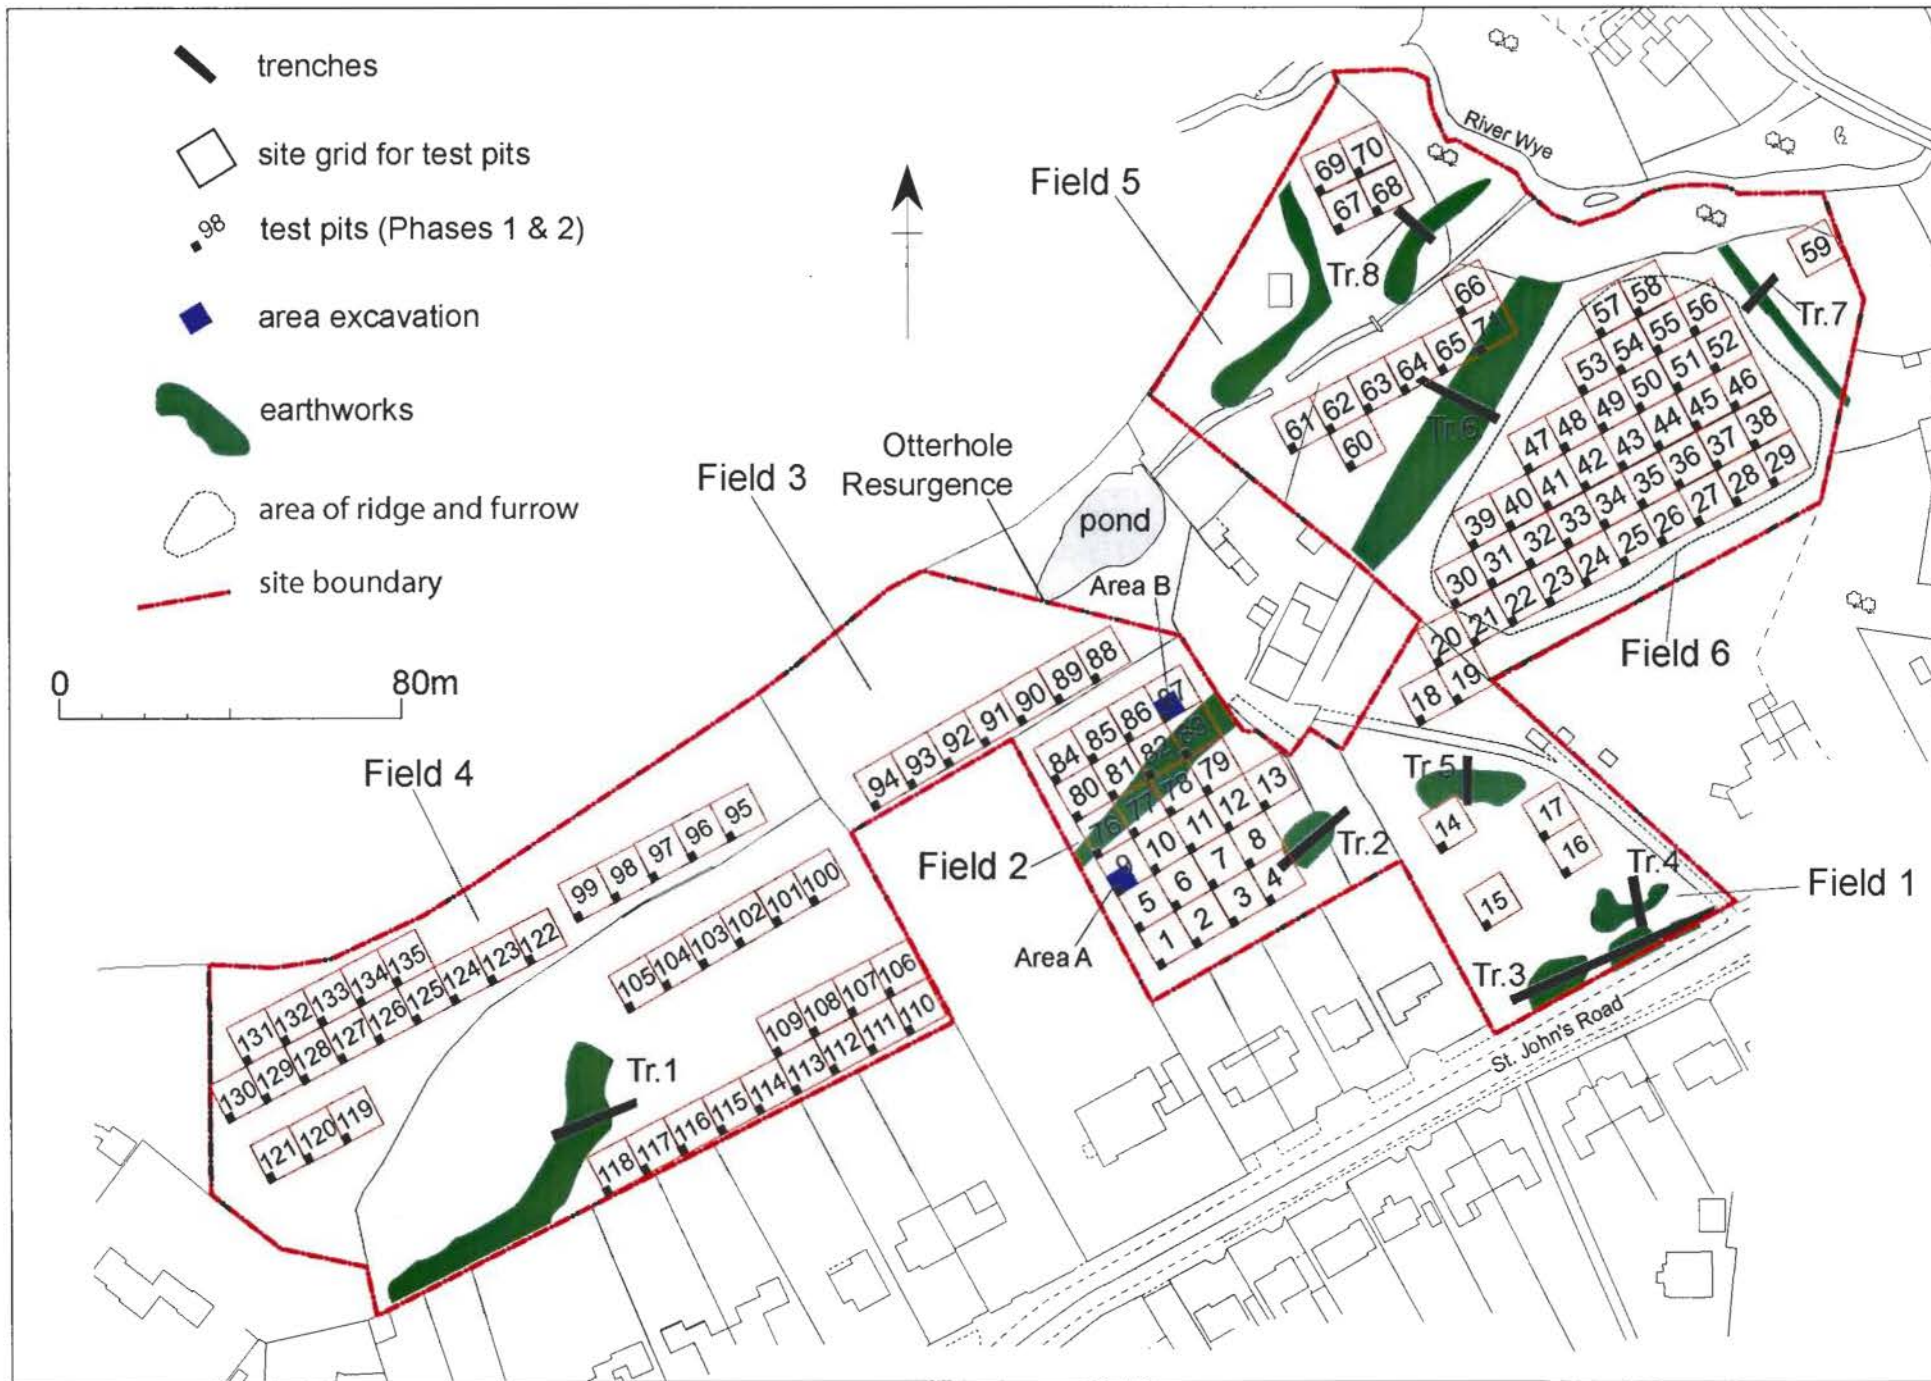 trenches
site grid for test pits
98
test pits (Phases 1 & 2)
area excavation
earthworks
area of ridge and furrow
site boundary
0 80m
River Wye
Field 5
69 70
67 68
Tr.8
59
Tr.7
66
71
61 62 63 64 65
60
Tr.6
57 58
53 54 55 56
47 48 49 50 51 52
39 40 41 42 43 44 45 46
30 31 32 33 34 35 36 37 38
20 21 22 23 24 25 26 27 28 29
18 19
Field 6
Otterhole
Resurgence
pond
Field 3
Area B
94 93 92 91 90 89 88
84 85 86 87
80 81 82 83
76 77 78 79
9 10 11 12 13
5 6 7 8
1 2 3 4
Field 2
Area A
Tr.2
Tr.5
14
17
16
15
Tr.4
Field 1
Tr.3
St. John's Road
Field 4
99 98 97 96 95
105 104 103 102 101 100
131 132 133 134 135
130 129 128 127 126 125 124 123 122
121 120 119
109 108 107 106
118 117 116 115 114 113 112 111 110
Tr.1